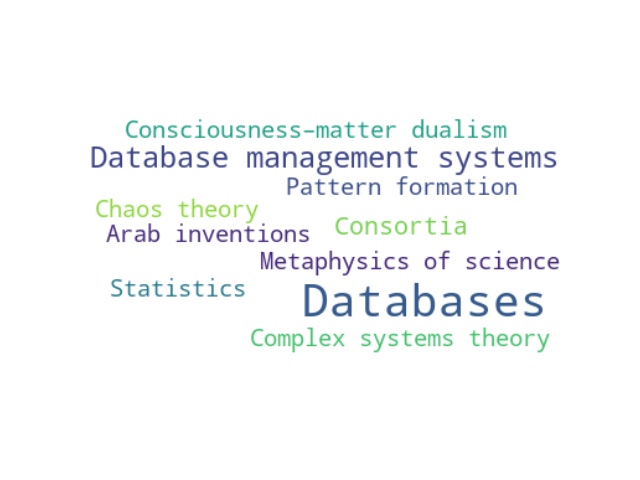 Consciousness–matter dualism
Database management systems
Pattern formation
Chaos theory
Consortia
Arab inventions
Metaphysics of science
Statistics
Databases
Complex systems theory